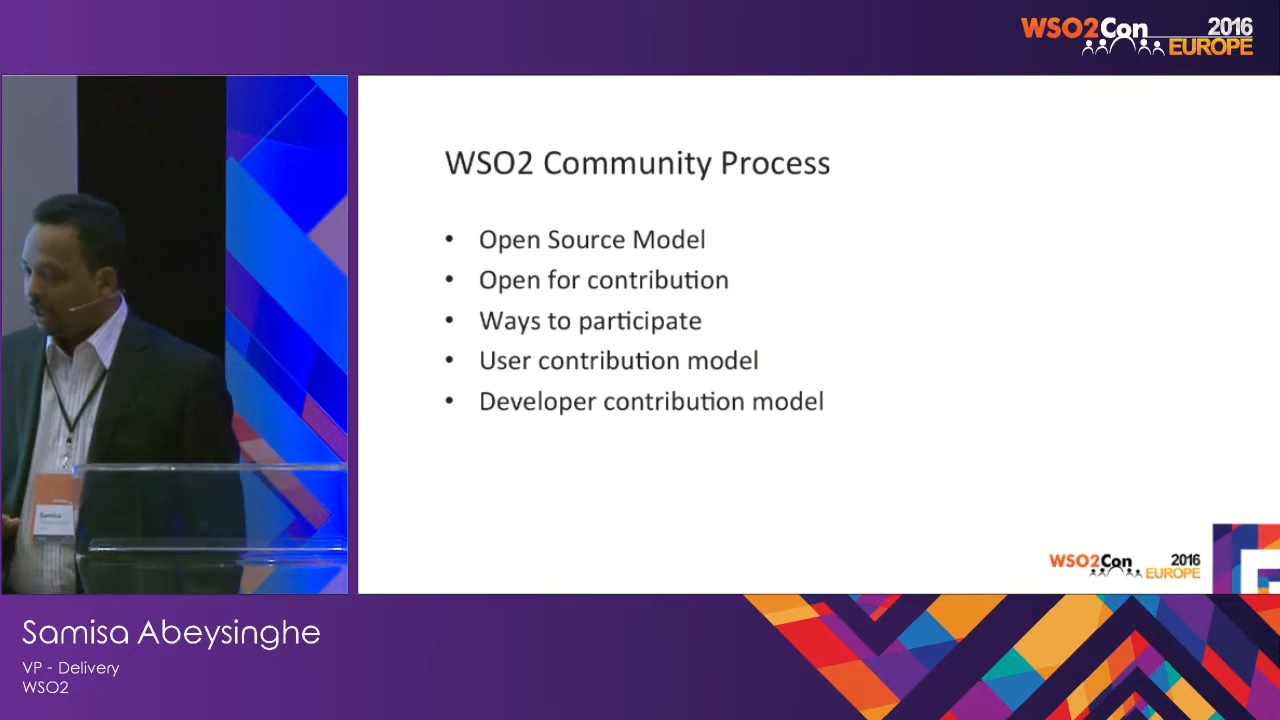 WSO2Con 2016
EUROPE
WSO2 Community Process
• Open Source Model
• Open for contribution
• Ways to participate
• User contribution model
• Developer contribution model
WSO2Con 2016
EUROPE
Samisa
Samisa Abeysinghe
VP - Delivery
WSO2